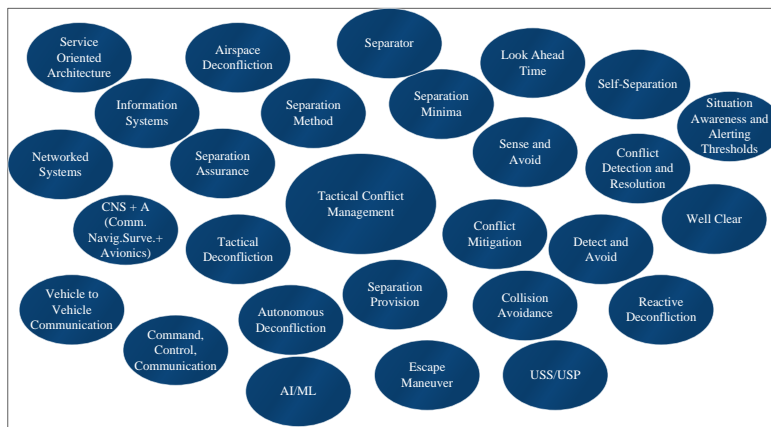 Service
Oriented
Architecture
Airspace
Deconfliction
Separator
Look Ahead
Time
Self-Separation
Situation
Awareness and
Alerting
Thresholds
Information
Systems
Separation
Method
Separation
Minima
Networked
Systems
Separation
Assurance
Sense and
Avoid
Conflict
Detection and
Resolution
Tactical Conflict
Management
CNS + A
(Comm.
Navig.Surve.+
Avionics)
Tactical
Deconfliction
Conflict
Mitigation
Detect and
Avoid
Well Clear
Vehicle to
Vehicle
Communication
Autonomous
Deconfliction
Separation
Provision
Collision
Avoidance
Reactive
Deconfliction
Command,
Control,
Communication
AI/ML
Escape
Maneuver
USS/USP